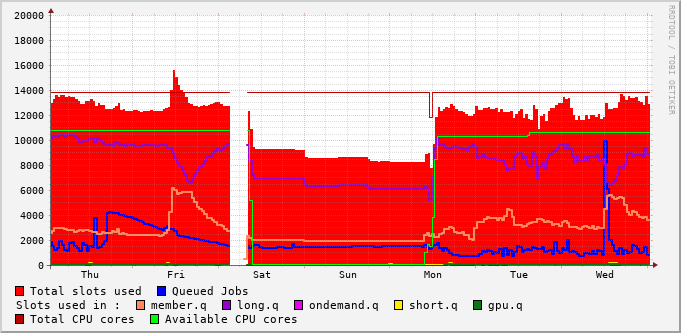 20000
18000
16000
14000
12000
10000
8000
6000
4000
2000
0
Thu Fri Sat Sun Mon Tue Wed
Total slots used Queued Jobs
Slots used in : member.q long.q ondemand.q short.q gpu.q
Total CPU cores Available CPU cores
RRDTOOL / TOBI OETIKER